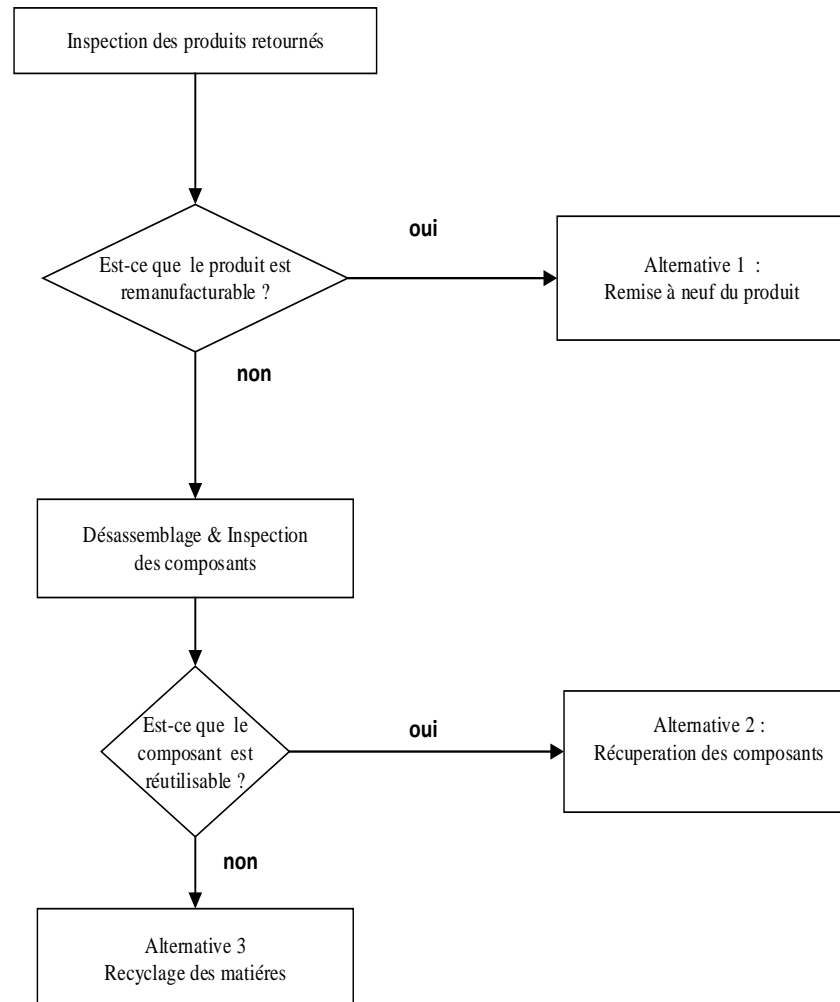 Inspection des produits retournés
oui
Est-ce que le produit est
remanufacturable ?
Alternative 1 :
Remise à neuf du produit
non
Désassemblage & Inspection
des composants
Est-ce que le
composant est
réutilisable ?
oui
Alternative 2 :
Récuperation des composants
non
Alternative 3
Recyclage des matiéres